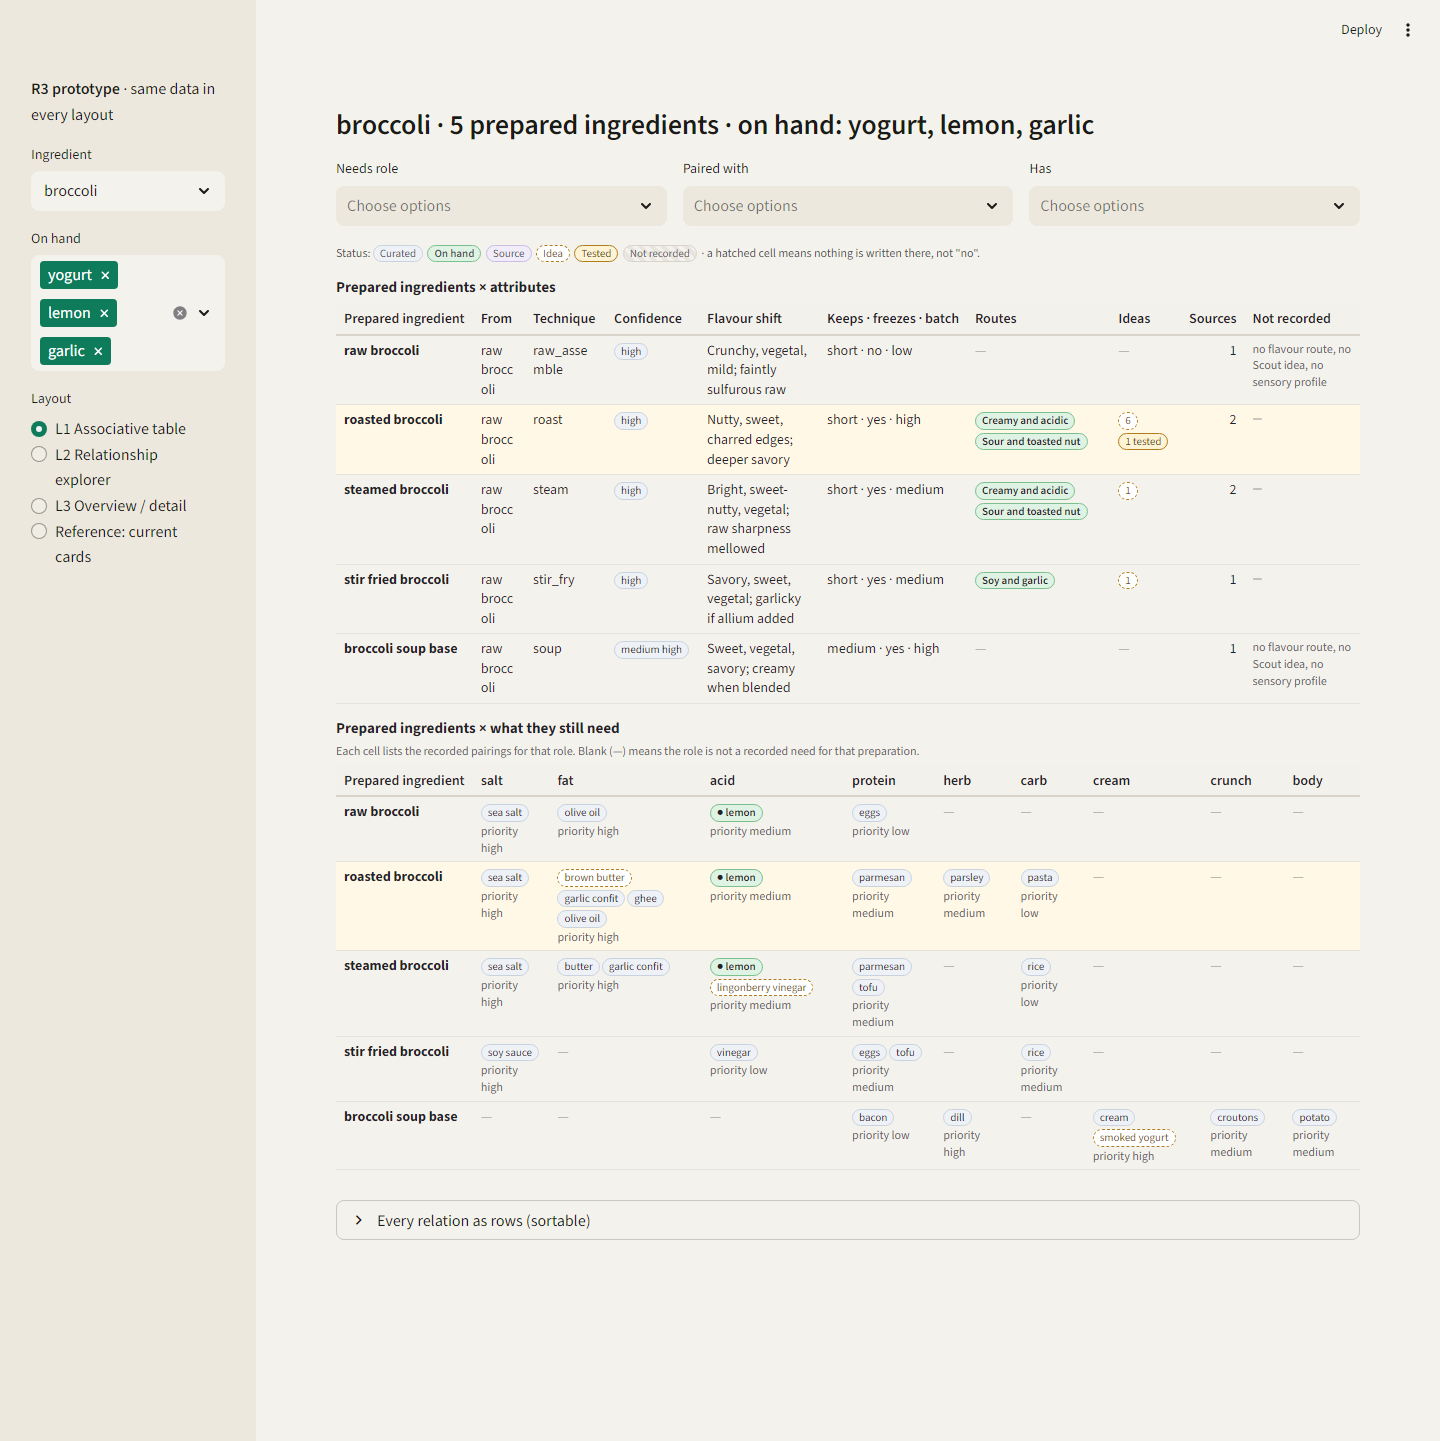 Deploy
R3 prototype · same data in
every layout
Ingredient
broccoli
On hand
yogurt ×
lemon ×
garlic ×
Layout
L1 Associative table
L2 Relationship
explorer
L3 Overview / detail
Reference: current
cards
broccoli · 5 prepared ingredients · on hand: yogurt, lemon, garlic
Needs role Paired with Has
Choose options Choose options Choose options
Status: Curated On hand Source Idea Tested Not recorded · a hatched cell means nothing is written there, not "no".
Prepared ingredients × attributes
Prepared ingredient From Technique Confidence Flavour shift Keeps · freezes · batch Routes Ideas Sources Not recorded
raw broccoli raw raw_asse high Crunchy, vegetal, short · no · low — — 1 no flavour route, no
brocc mble mild; faintly Scout idea, no
oli sulfurous raw sensory profile
roasted broccoli raw roast high Nutty, sweet, short · yes · high Creamy and acidic 6 2 —
brocc charred edges; Sour and toasted nut 1 tested
oli deeper savory
steamed broccoli raw steam high Bright, sweet- short · yes · medium Creamy and acidic 1 2 —
brocc nutty, vegetal; Sour and toasted nut
oli raw sharpness
mellowed
stir fried broccoli raw stir_fry high Savory, sweet, short · yes · medium Soy and garlic 1 1 —
brocc vegetal; garlicky
oli if allium added
broccoli soup base raw soup medium high Sweet, vegetal, medium · yes · high — — 1 no flavour route, no
brocc savory; creamy Scout idea, no
oli when blended sensory profile
Prepared ingredients × what they still need
Each cell lists the recorded pairings for that role. Blank (—) means the role is not a recorded need for that preparation.
Prepared ingredient salt fat acid protein herb carb cream crunch body
raw broccoli sea salt olive oil • lemon eggs — — — — —
priority priority high priority medium priority low
high
roasted broccoli sea salt brown butter • lemon parmesan parsley pasta — — —
priority garlic confit ghee priority medium priority priority priority
high olive oil medium medium low
priority high
steamed broccoli sea salt butter garlic confit • lemon parmesan — rice — — —
priority priority high lingonberry vinegar tofu priority
high priority medium priority low
medium
stir fried broccoli soy sauce — vinegar eggs tofu — rice — — —
priority priority low priority priority
high medium medium
broccoli soup base — — — bacon dill — cream croutons potato
priority low priority smoked yogurt priority priority
high priority high medium medium
Every relation as rows (sortable)